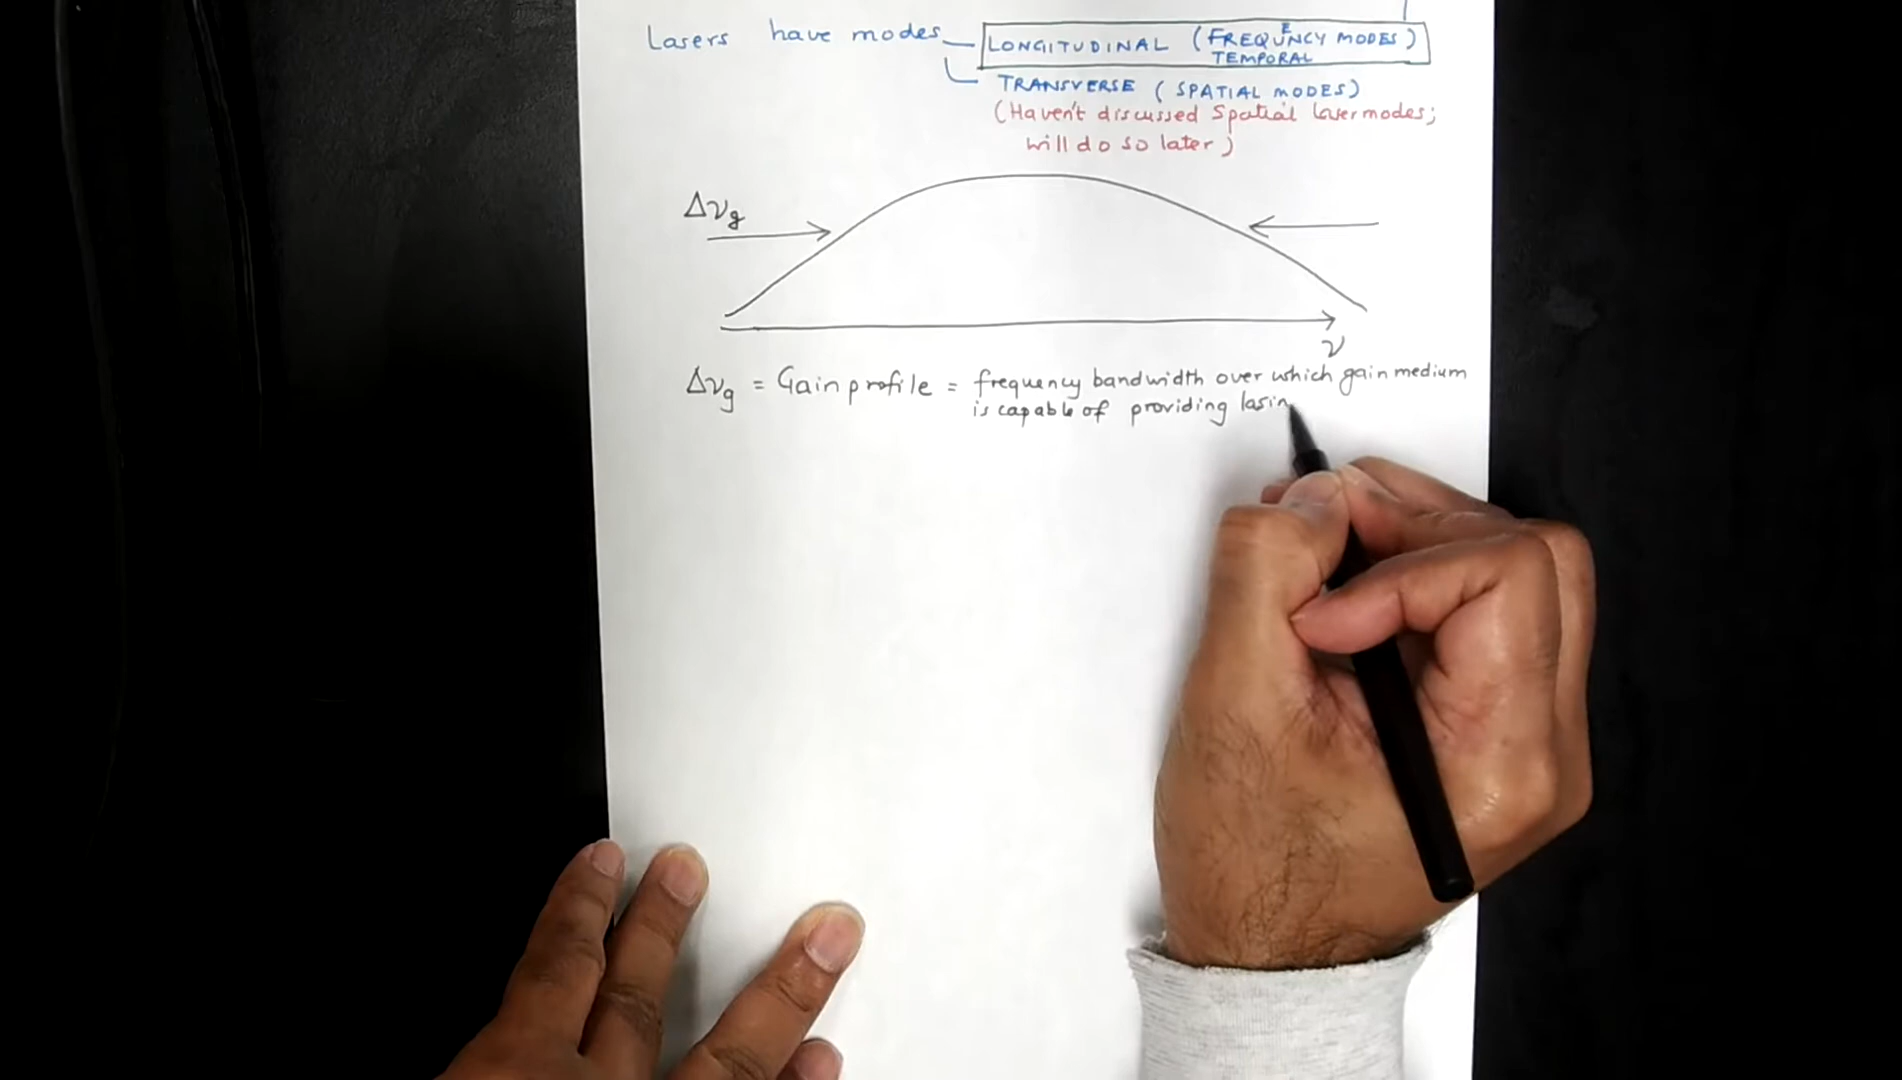 Lasers have modes LONGITUDINAL (FREQUENCY MODES)
TEMPORAL
TRANSVERSE (SPATIAL MODES)
(Haven't discussed Spatial laser modes;
will do so later)
Δνg
ν
Δνg = Gain profile = frequency bandwidth over which gain medium
is capable of providing lasin